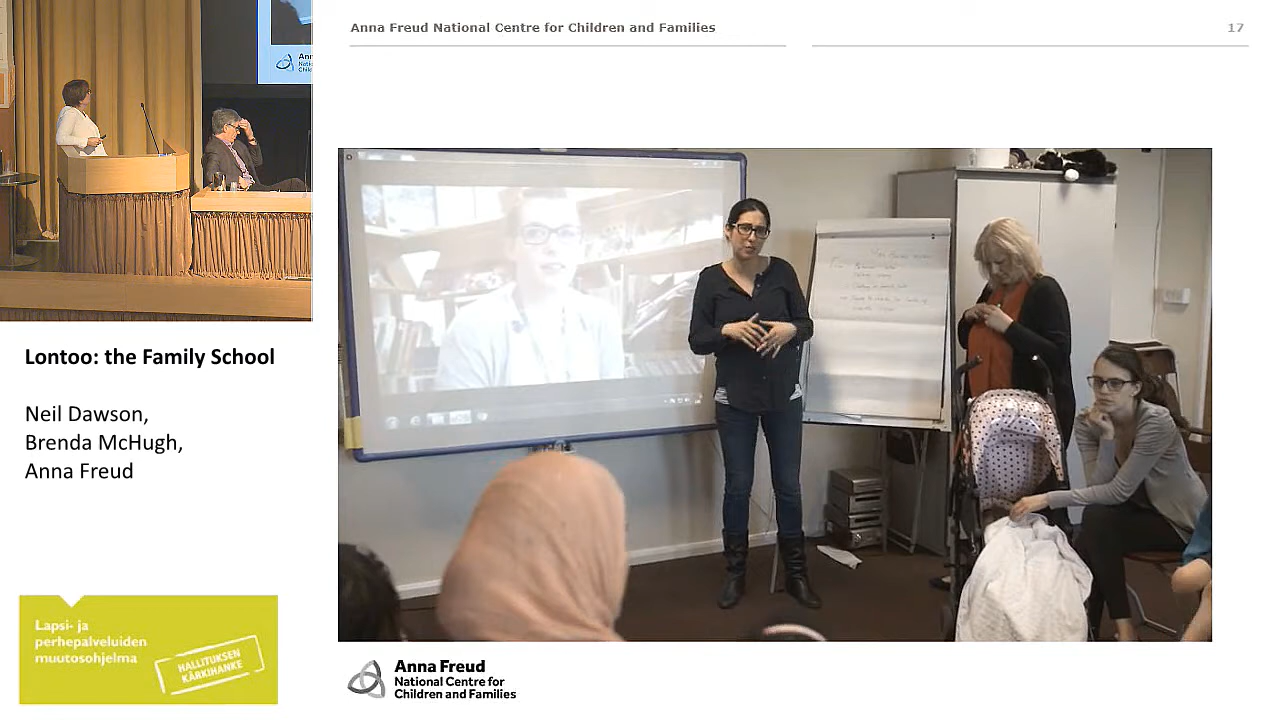 Anna Freud National Centre for Children and Families
17
Lontoo: the Family School
Neil Dawson,
Brenda McHugh,
Anna Freud
Lapsi- ja
perhepalveluiden
muutosohjelma
HALLITUKSEN
KÄRKIHANKE
Anna Freud
National Centre for
Children and Families